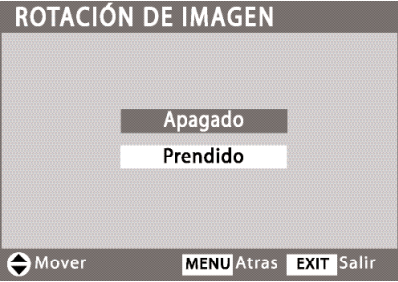 ROTACIÓN DE IMAGEN
Apagado
Prendido
Mover MENU Atras EXIT Salir